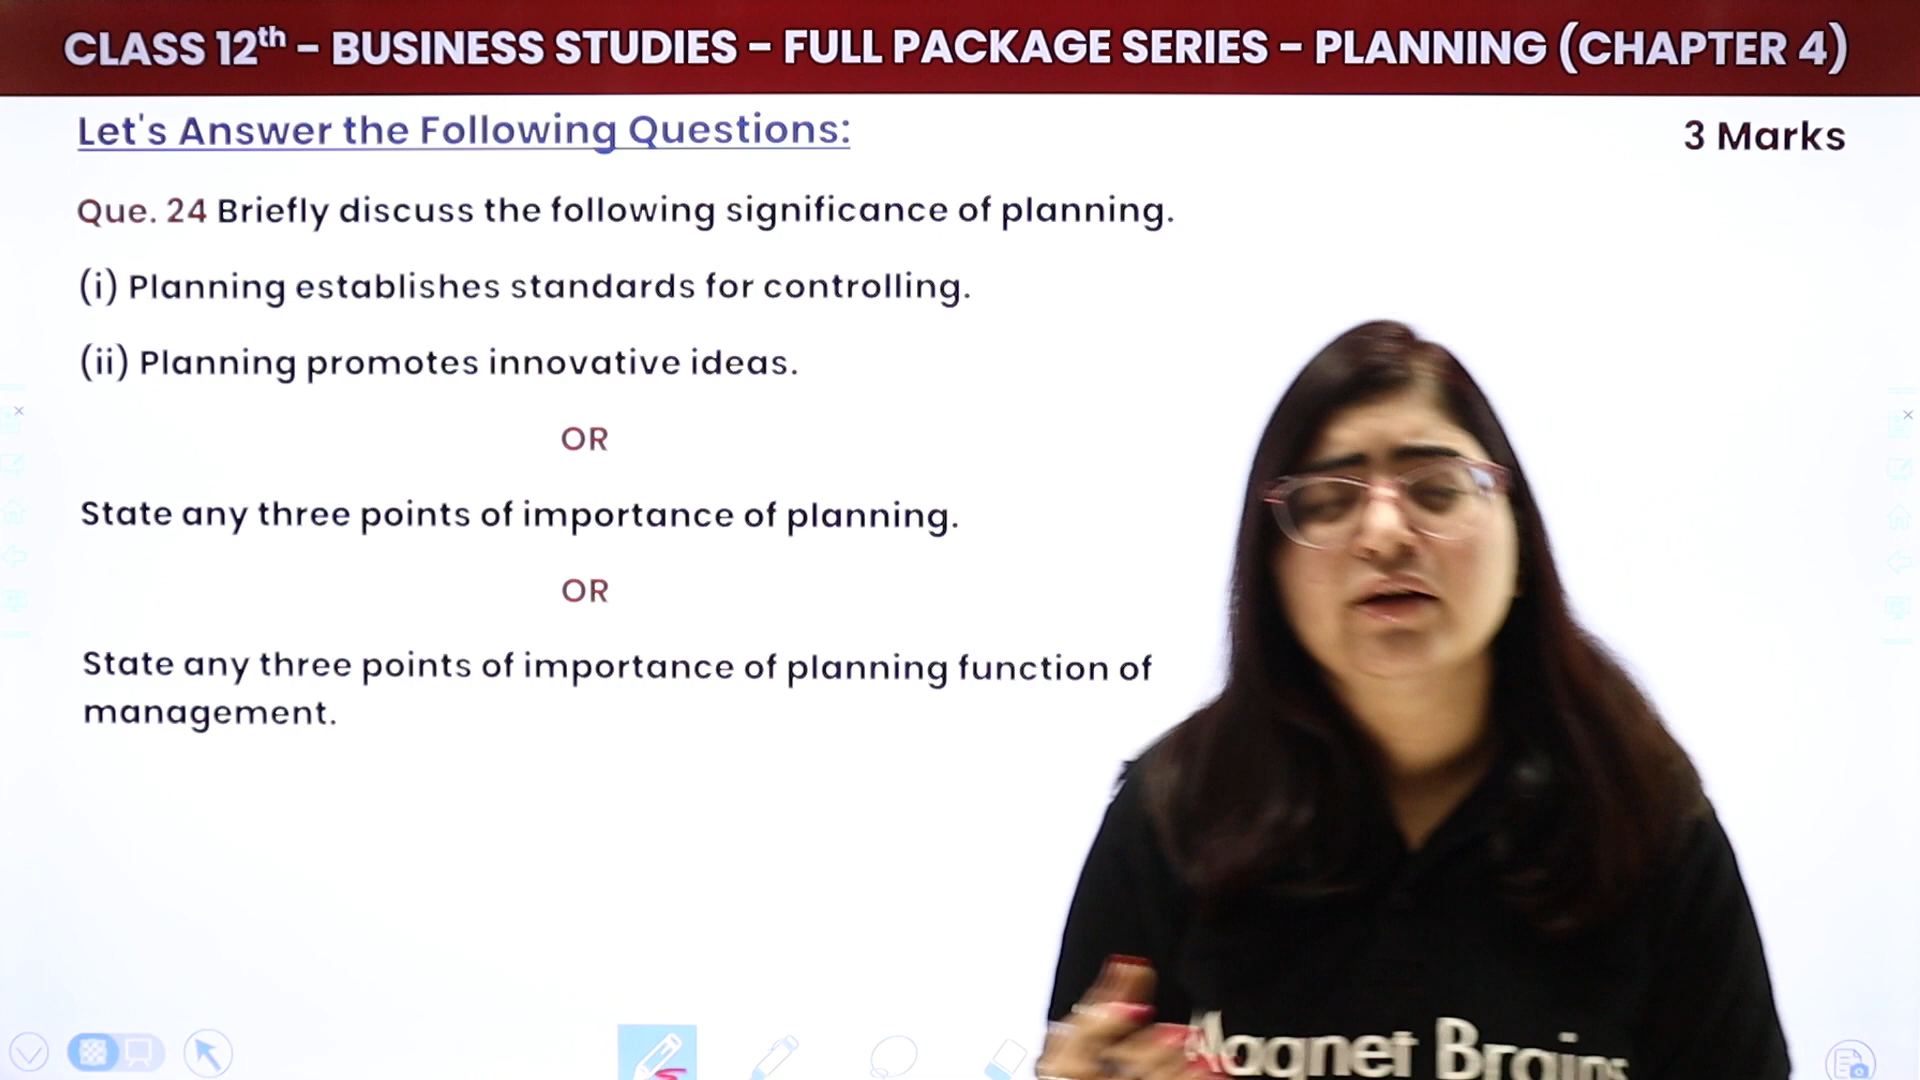 CLASS 12th – BUSINESS STUDIES – FULL PACKAGE SERIES – PLANNING (CHAPTER 4)
Let's Answer the Following Questions:
3 Marks
Que. 24 Briefly discuss the following significance of planning.
(i) Planning establishes standards for controlling.
(ii) Planning promotes innovative ideas.
OR
State any three points of importance of planning.
OR
State any three points of importance of planning function of
management.
Magnet Brains